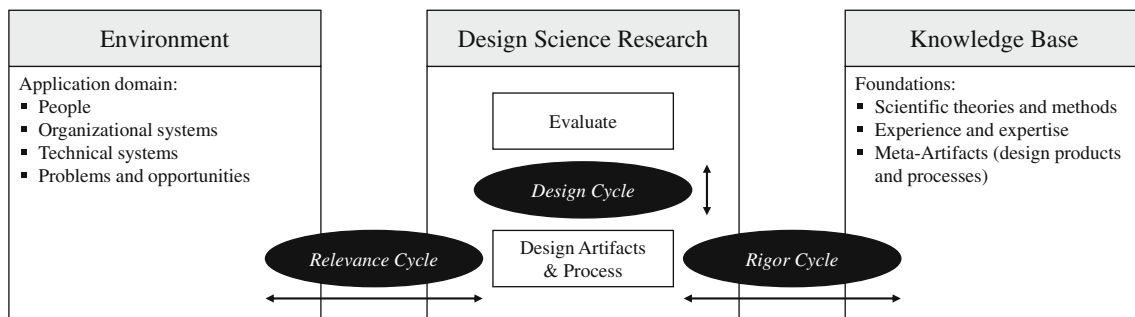 Environment
Application domain:
▪ People
▪ Organizational systems
▪ Technical systems
▪ Problems and opportunities
Design Science Research
Evaluate
Design Cycle
Design Artifacts
& Process
Relevance Cycle
Rigor Cycle
Knowledge Base
Foundations:
▪ Scientific theories and methods
▪ Experience and expertise
▪ Meta-Artifacts (design products
and processes)